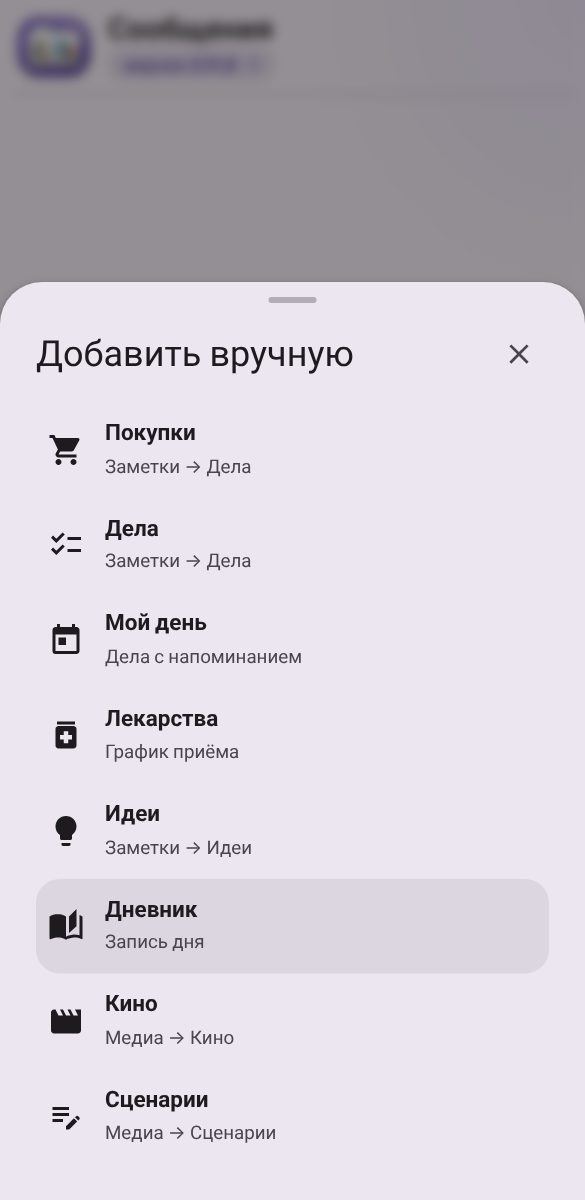 Сообщения
Добавить вручную
Покупки
Заметки → Дела
Дела
Заметки → Дела
Мой день
Дела с напоминанием
Лекарства
График приёма
Идеи
Заметки → Идеи
Дневник
Запись дня
Кино
Медиа → Кино
Сценарии
Медиа → Сценарии